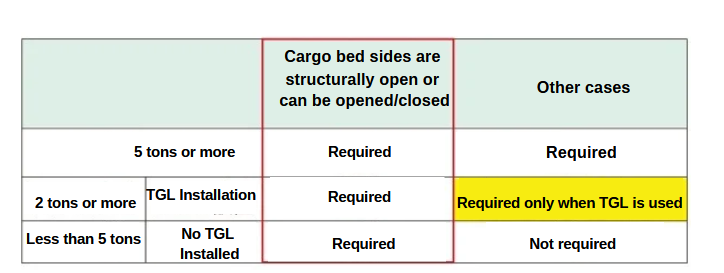 Cargo bed sides are
structurally open or
can be opened/closed
Other cases
5 tons or more
Required
Required
2 tons or more
TGL Installation
Required
Required only when TGL is used
Less than 5 tons
No TGL
Installed
Required
Not required